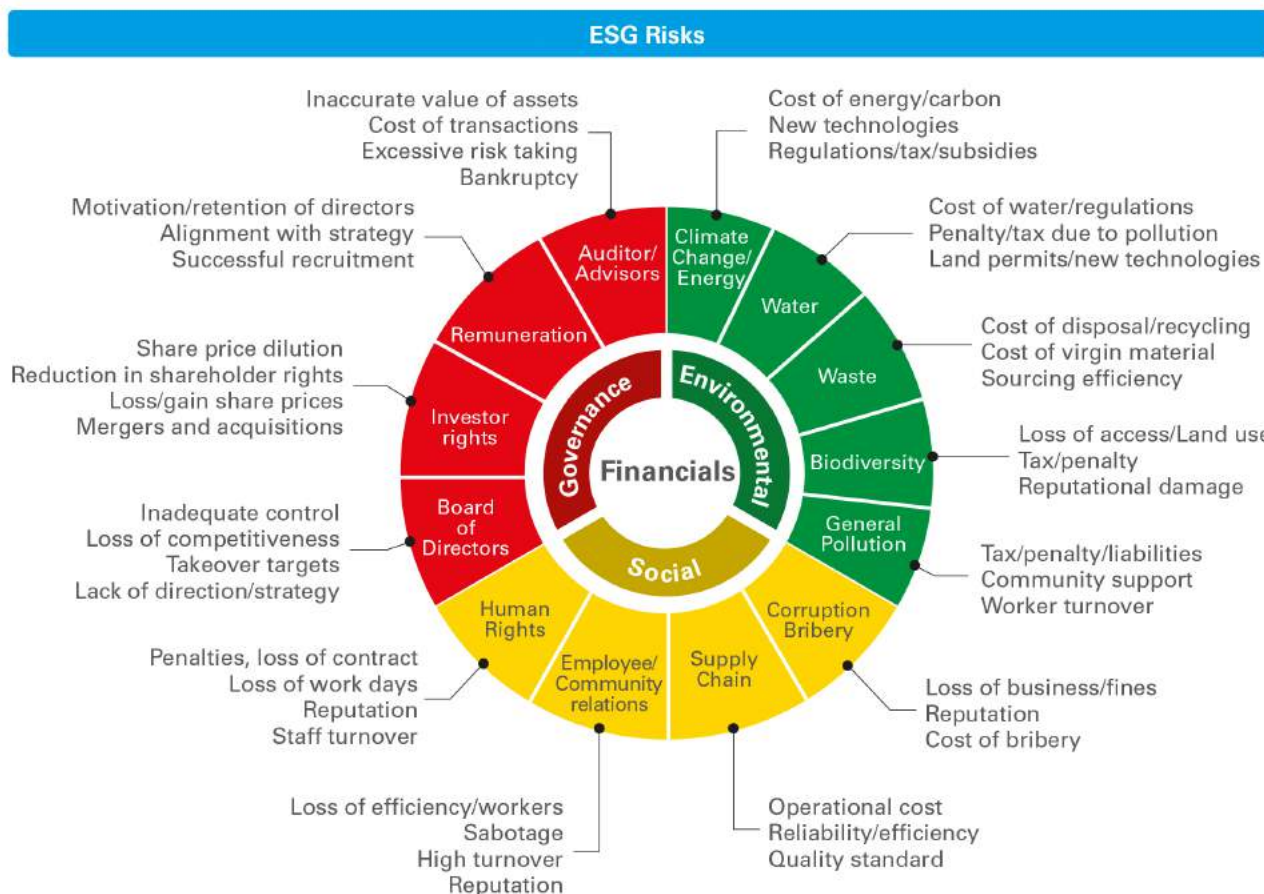 ESG Risks
Inaccurate value of assets
Cost of transactions
Excessive risk taking
Bankruptcy
Cost of energy/carbon
New technologies
Regulations/tax/subsidies
Motivation/retention of directors
Alignment with strategy
Successful recruitment
Cost of water/regulations
Penalty/tax due to pollution
Land permits/new technologies
Share price dilution
Reduction in shareholder rights
Loss/gain share prices
Mergers and acquisitions
Cost of disposal/recycling
Cost of virgin material
Sourcing efficiency
Inadequate control
Loss of competitiveness
Takeover targets
Lack of direction/strategy
Loss of access/Land use
Tax/penalty
Reputational damage
Tax/penalty/liabilities
Community support
Worker turnover
Penalties, loss of contract
Loss of work days
Reputation
Staff turnover
Loss of business/fines
Reputation
Cost of bribery
Loss of efficiency/workers
Sabotage
High turnover
Reputation
Operational cost
Reliability/efficiency
Quality standard
Auditor/
Advisors
Climate
Change/
Energy
Remuneration
Water
Investor
rights
Waste
Board
of
Directors
Biodiversity
General
Pollution
Human
Rights
Employee/
Community
relations
Supply
Chain
Corruption
Bribery
Governance
Environmental
Social
Financials